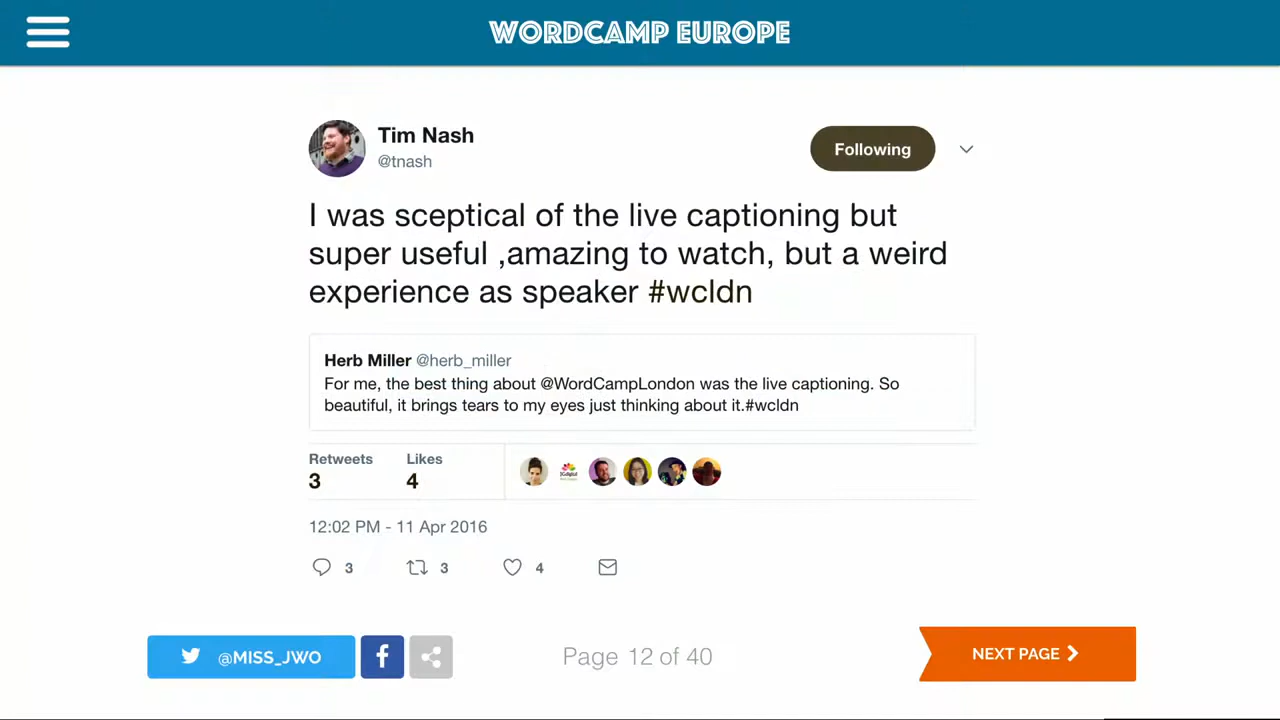 WORDCAMP EUROPE
Tim Nash
@tnash
Following
I was sceptical of the live captioning but
super useful ,amazing to watch, but a weird
experience as speaker #wcldn
Herb Miller @herb_miller
For me, the best thing about @WordCampLondon was the live captioning. So
beautiful, it brings tears to my eyes just thinking about it.#wcldn
Retweets Likes
3 4
12:02 PM - 11 Apr 2016
3 3 4
@MISS_JWO
Page 12 of 40
NEXT PAGE